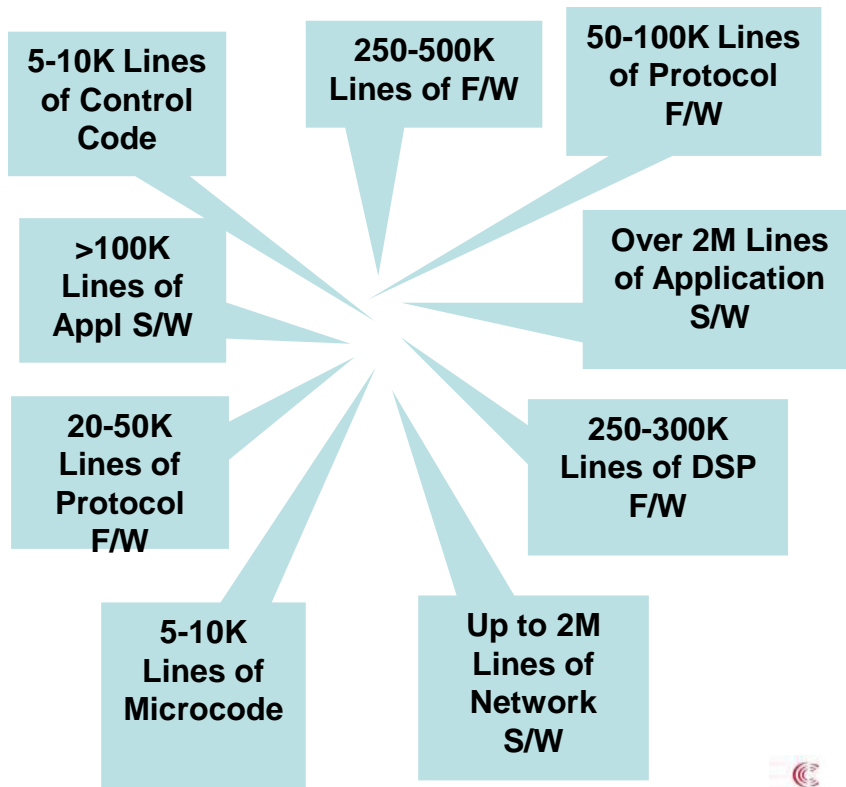 5-10K Lines
of Control
Code
250-500K
Lines of F/W
50-100K Lines
of Protocol
F/W
>100K
Lines of
Appl S/W
Over 2M Lines
of Application
S/W
20-50K
Lines of
Protocol
F/W
250-300K
Lines of DSP
F/W
5-10K
Lines of
Microcode
Up to 2M
Lines of
Network
S/W